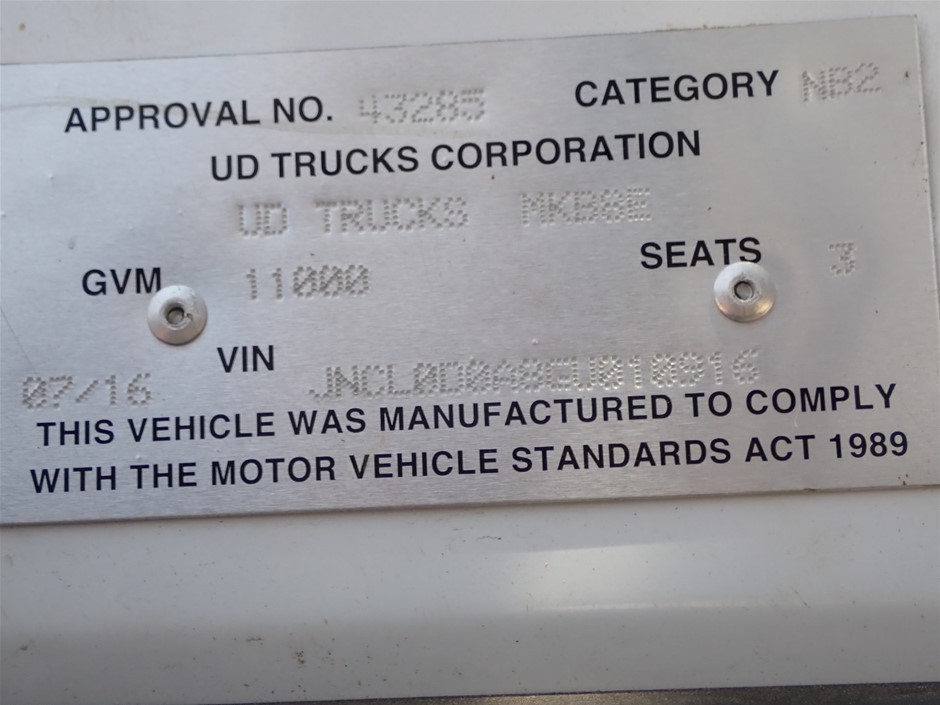 APPROVAL NO. 43285 CATEGORY NB2
UD TRUCKS CORPORATION
UD TRUCKS MKB8E
GVM 11000 SEATS 3
VIN
07/16 JNCL0D0A8EU010916
THIS VEHICLE WAS MANUFACTURED TO COMPLY
WITH THE MOTOR VEHICLE STANDARDS ACT 1989